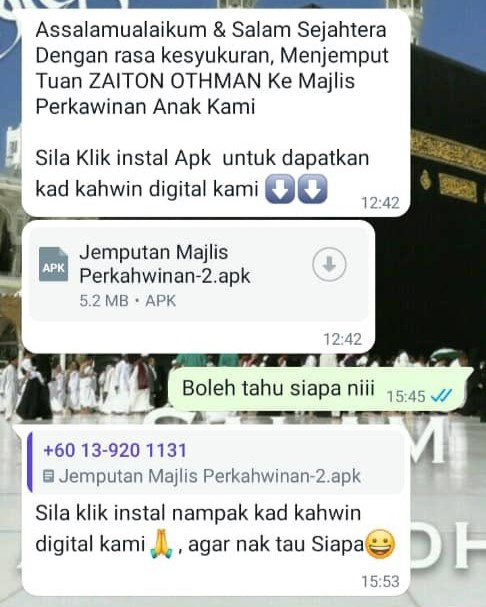 Assalamualaikum & Salam Sejahtera
Dengan rasa kesyukuran, Menjemput
Tuan ZAITON OTHMAN Ke Majlis
Perkawinan Anak Kami
Sila Klik instal Apk untuk dapatkan
kad kahwin digital kami ⬇️⬇️
12:42
APK
Jemputan Majlis
Perkahwinan-2.apk
5.2 MB • APK
12:42
Boleh tahu siapa niii 15:45
+60 13-920 1131
Jemputan Majlis Perkahwinan-2.apk
Sila klik instal nampak kad kahwin
digital kami🙏, agar nak tau Siapa😀
15:53